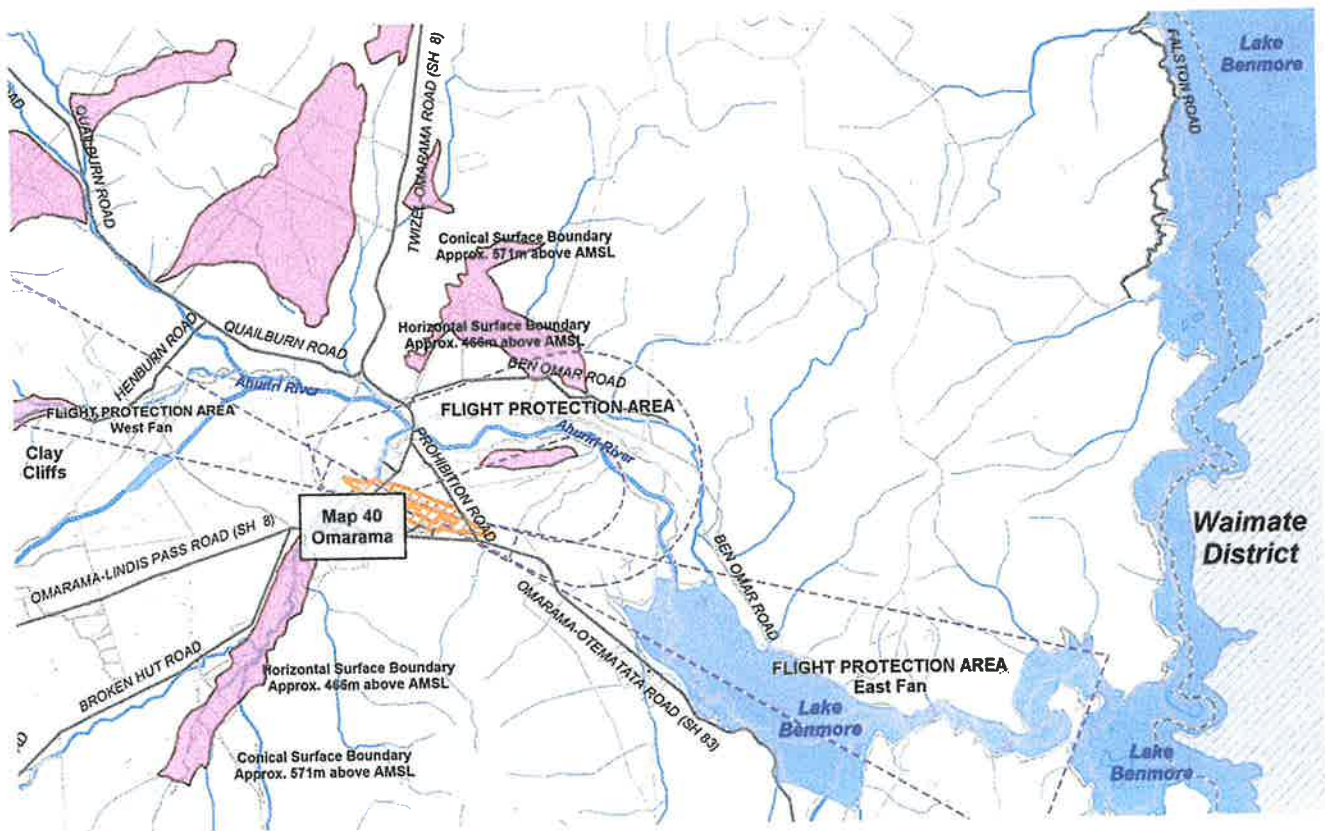 Lake
Benmore
FALSTON ROAD
TWIZEL-OMARAMA ROAD (SH 8)
QUAILBURN ROAD
Conical Surface Boundary
Approx. 571m above AMSL
HENBURN ROAD
QUAILBURN ROAD
Horizontal Surface Boundary
Approx. 466m above AMSL
BEN OMAR ROAD
Ahuriri River
FLIGHT PROTECTION AREA
West Fan
FLIGHT PROTECTION AREA
Clay
Cliffs
PROHIBITION ROAD
Ahuriri River
Map 40
Omarama
Waimate
District
OMARAMA-LINDIS PASS ROAD (SH 8)
BEN OMAR ROAD
OMARAMA-OTEMATATA ROAD (SH 83)
BROKEN HUT ROAD
Horizontal Surface Boundary
Approx. 466m above AMSL
FLIGHT PROTECTION AREA
East Fan
Lake
Benmore
Conical Surface Boundary
Approx. 571m above AMSL
Lake
Benmore